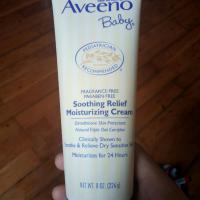 Aveeno
Baby
PEDIATRICIAN
RECOMMENDED
FRAGRANCE-FREE
PARABEN-FREE
Soothing Relief
Moisturizing Cream
Dimethicone Skin Protectant
Natural Triple Oat Complex
Clinically Shown to
Soothe & Relieve Dry Sensitive
Moisturizes for 24 Hours
NET WT. 8 OZ. (226g)